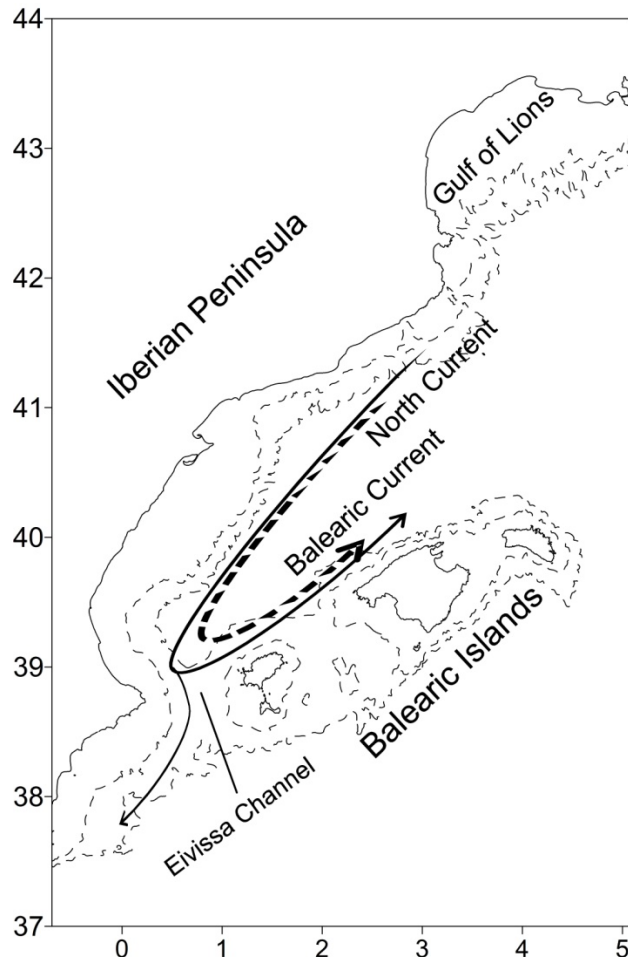 44
43
42
41
40
39
38
37
0 1 2 3 4 5
Gulf of Lions
Iberian Peninsula
North Current
Balearic Current
Balearic Islands
Eivissa Channel